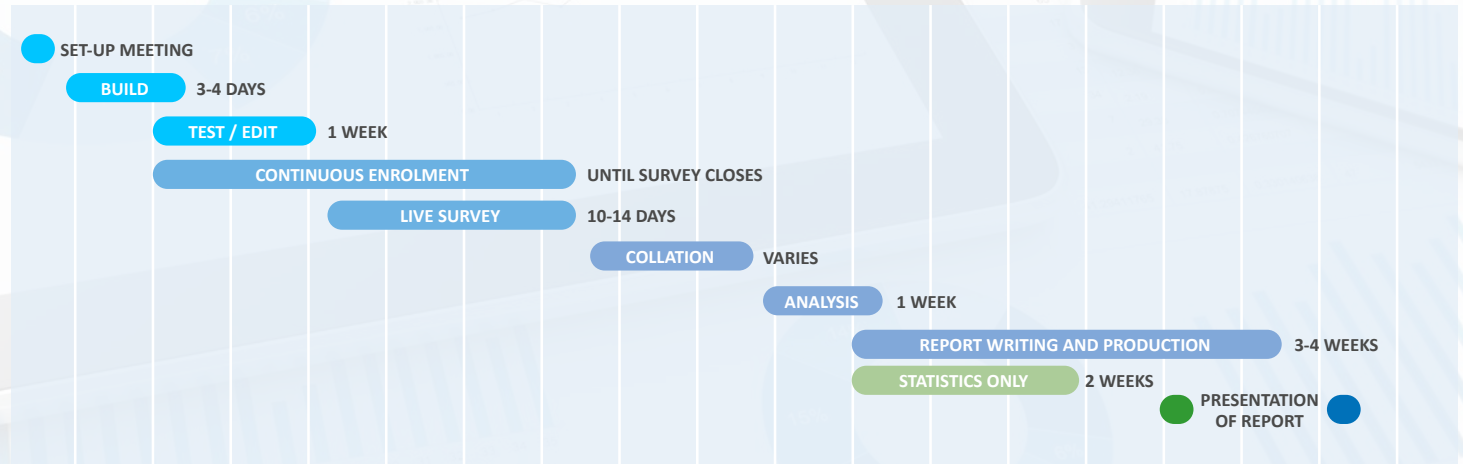 SET-UP MEETING
BUILD 3-4 DAYS
TEST / EDIT 1 WEEK
CONTINUOUS ENROLMENT UNTIL SURVEY CLOSES
LIVE SURVEY 10-14 DAYS
COLLATION VARIES
ANALYSIS 1 WEEK
REPORT WRITING AND PRODUCTION 3-4 WEEKS
STATISTICS ONLY 2 WEEKS
PRESENTATION
OF REPORT